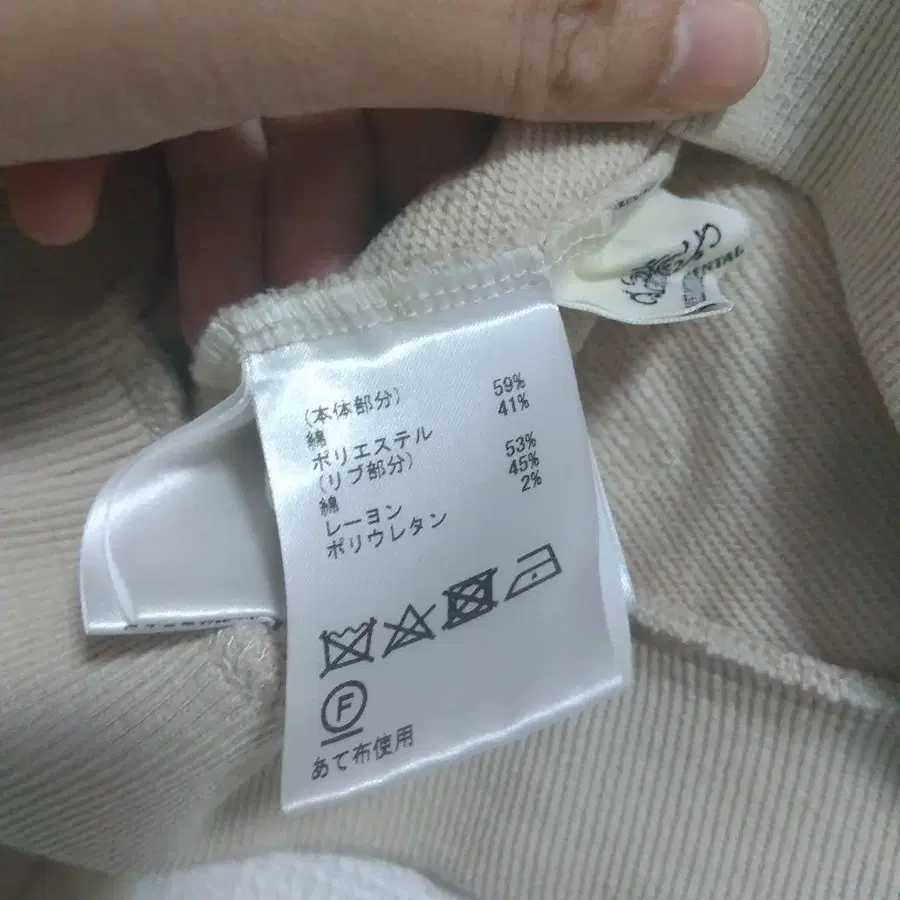 (本体部分)
綿 59%
ポリエステル 41%
(リブ部分)
綿 53%
レーヨン 45%
ポリウレタン 2%
F
あて布使用